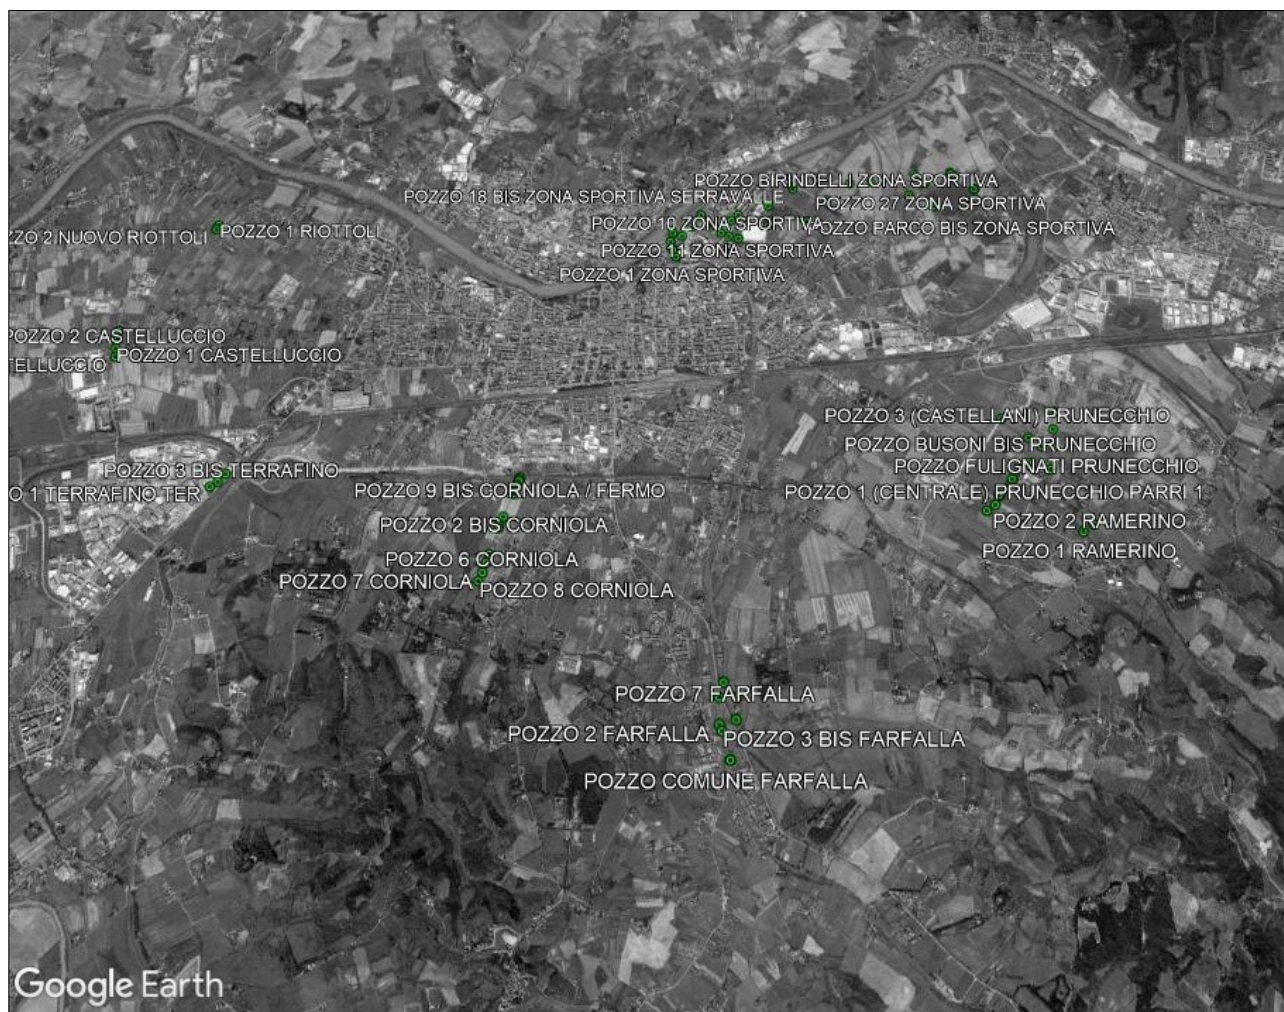 POZZO BIRINDELLI ZONA SPORTIVA
POZZO 18 BIS ZONA SPORTIVA SERRAVALLE
POZZO 27 ZONA SPORTIVA
POZZO 10 ZONA SPORTIVA
OZZO PARCO BIS ZONA SPORTIVA
ZZO 2 NUOVO RIOTTOLI
POZZO 1 RIOTTOLI
POZZO 11 ZONA SPORTIVA
POZZO 1 ZONA SPORTIVA
POZZO 2 CASTELLUCCIO
POZZO 1 CASTELLUCCIO
TELLUCCIO
POZZO 3 (CASTELLANI) PRUNECCHIO
POZZO BUSONI BIS PRUNECCHIO
POZZO FULIGNATI PRUNECCHIO
POZZO 3 BIS TERRAFINO
O 1 TERRAFINO TER
POZZO 9 BIS CORNIOLA / FERMO
POZZO 1 (CENTRALE) PRUNECCHIO PARRI 1
POZZO 2 RAMERINO
POZZO 2 BIS CORNIOLA
POZZO 1 RAMERINO
POZZO 6 CORNIOLA
POZZO 7 CORNIOLA
POZZO 8 CORNIOLA
POZZO 7 FARFALLA
POZZO 2 FARFALLA
POZZO 3 BIS FARFALLA
POZZO COMUNE FARFALLA
Google Earth